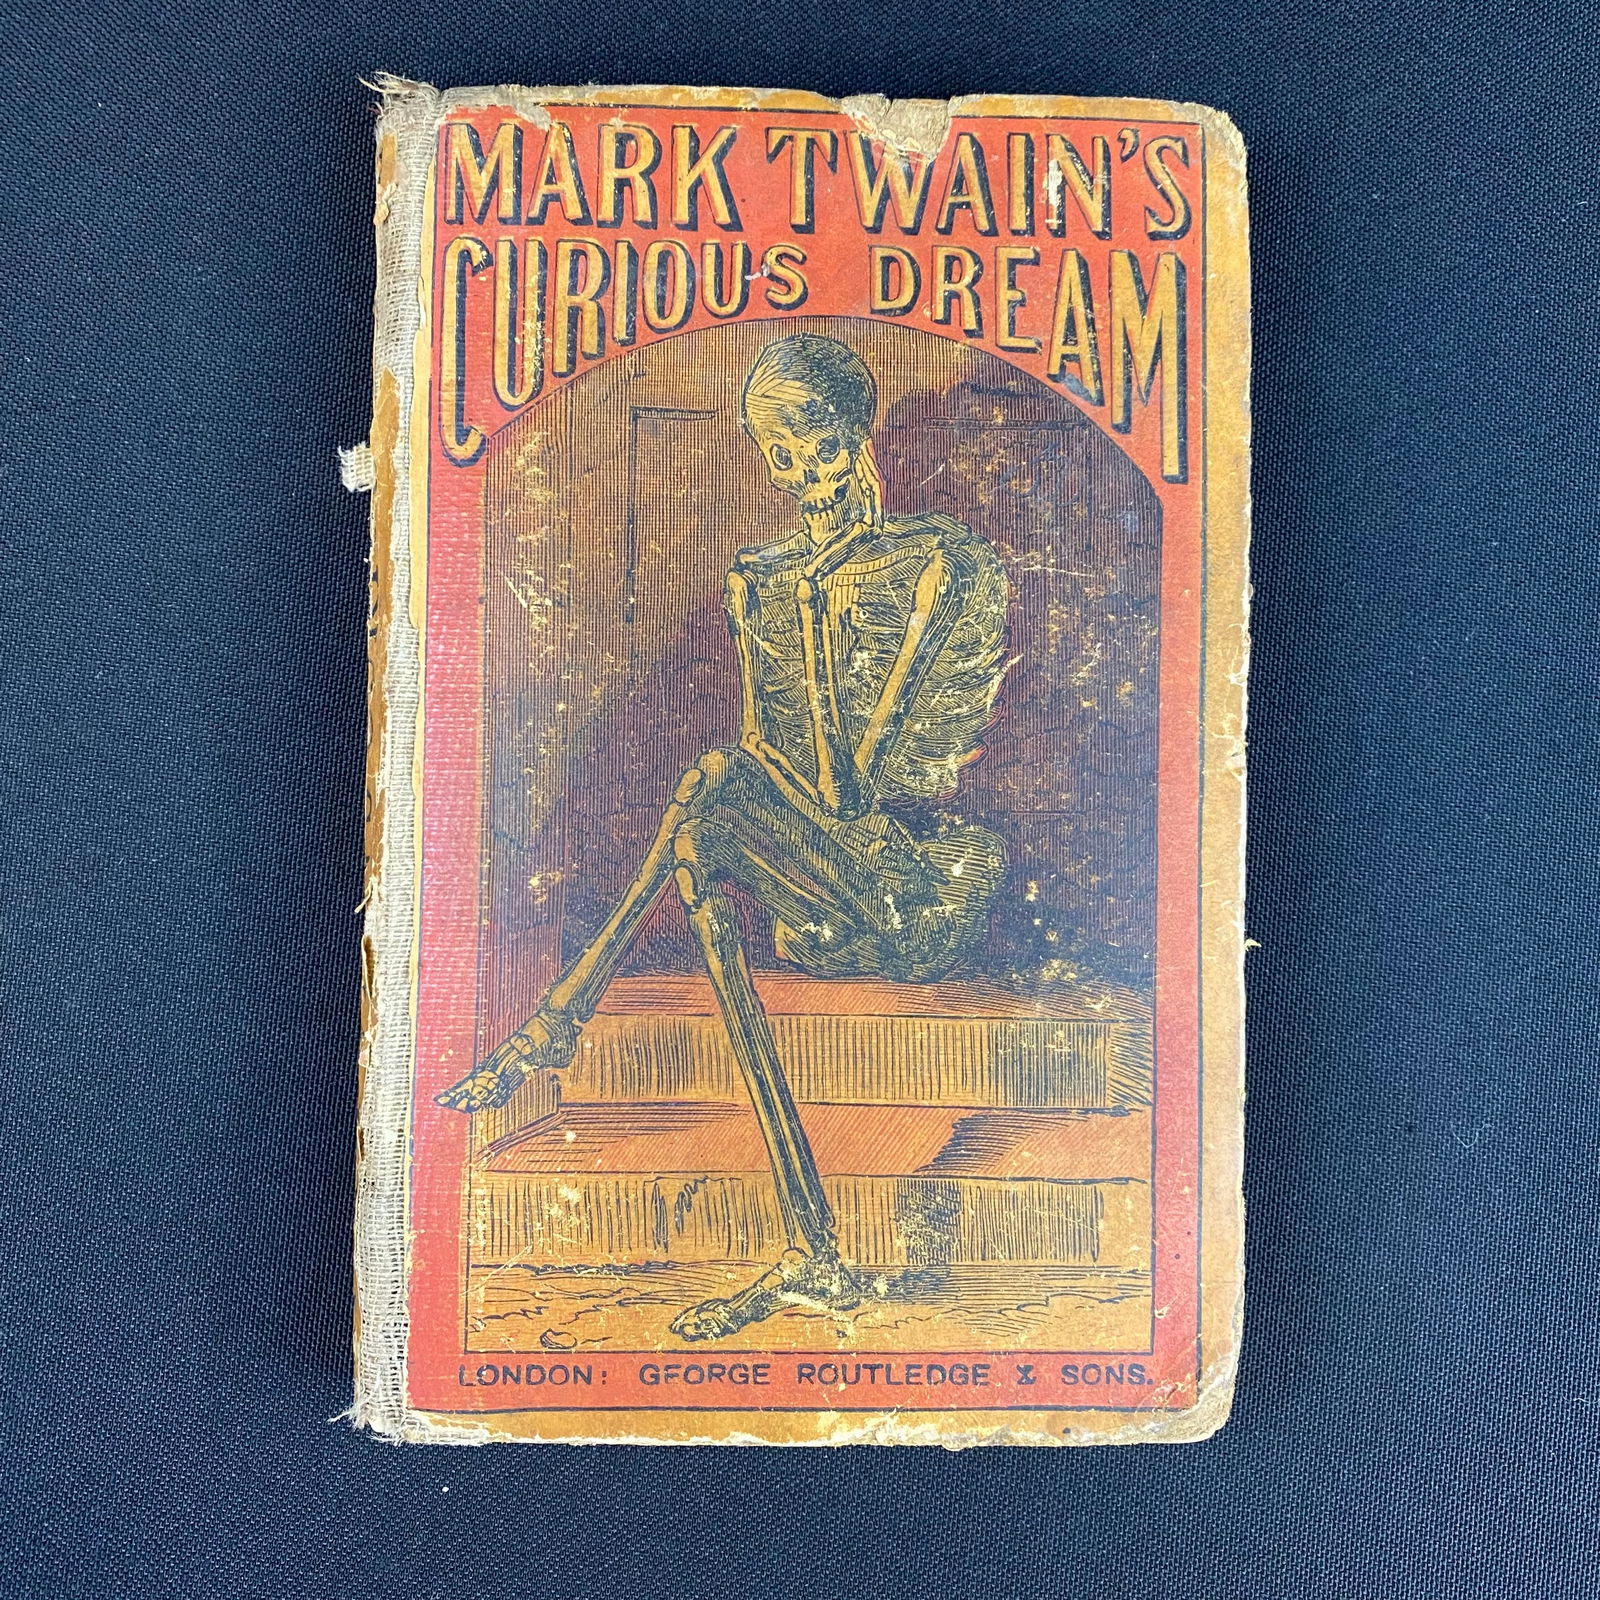 MARK TWAIN'S
CURIOUS DREAM
LONDON: GEORGE ROUTLEDGE & SONS.